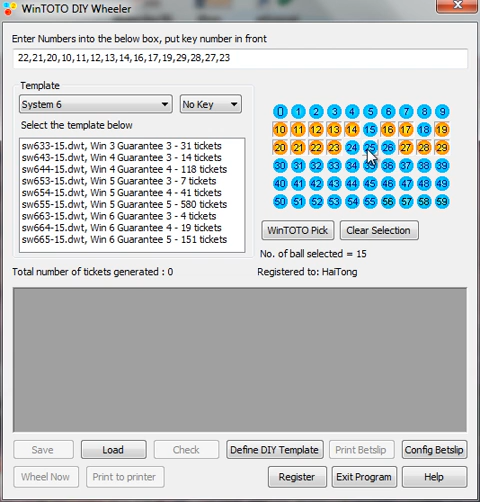 WinTOTO DIY Wheeler
Enter Numbers into the below box, put key number in front
22,21,20,10,11,12,13,14,16,17,19,29,28,27,23
Template
System 6
No Key
Select the template below
sw633-15.dwt, Win 3 Guarantee 3 - 31 tickets
sw643-15.dwt, Win 4 Guarantee 3 - 14 tickets
sw644-15.dwt, Win 4 Guarantee 4 - 118 tickets
sw653-15.dwt, Win 5 Guarantee 3 - 7 tickets
sw654-15.dwt, Win 5 Guarantee 4 - 41 tickets
sw655-15.dwt, Win 5 Guarantee 5 - 580 tickets
sw663-15.dwt, Win 6 Guarantee 3 - 4 tickets
sw664-15.dwt, Win 6 Guarantee 4 - 19 tickets
sw665-15.dwt, Win 6 Guarantee 5 - 151 tickets
0 1 2 3 4 5 6 7 8 9
10 11 12 13 14 15 16 17 18 19
20 21 22 23 24 25 26 27 28 29
30 31 32 33 34 35 36 37 38 39
40 41 42 43 44 45 46 47 48 49
50 51 52 53 54 55 56 57 58 59
WinTOTO Pick
Clear Selection
No. of ball selected = 15
Total number of tickets generated : 0
Registered to: HaiTong
Save
Load
Check
Define DIY Template
Print Betslip
Config Betslip
Wheel Now
Print to printer
Register
Exit Program
Help